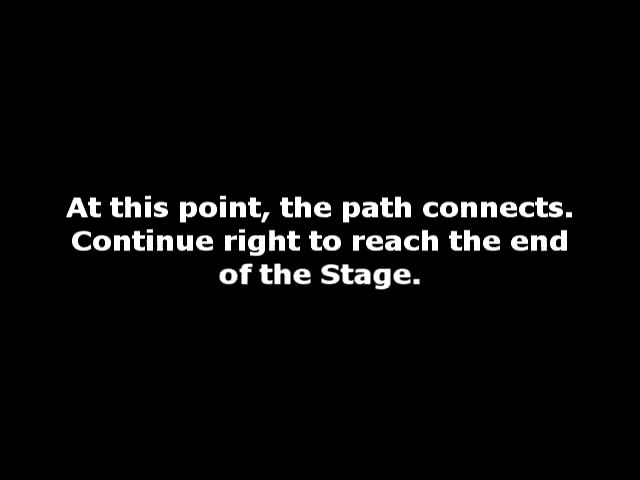 At this point, the path connects.
Continue right to reach the end
of the Stage.